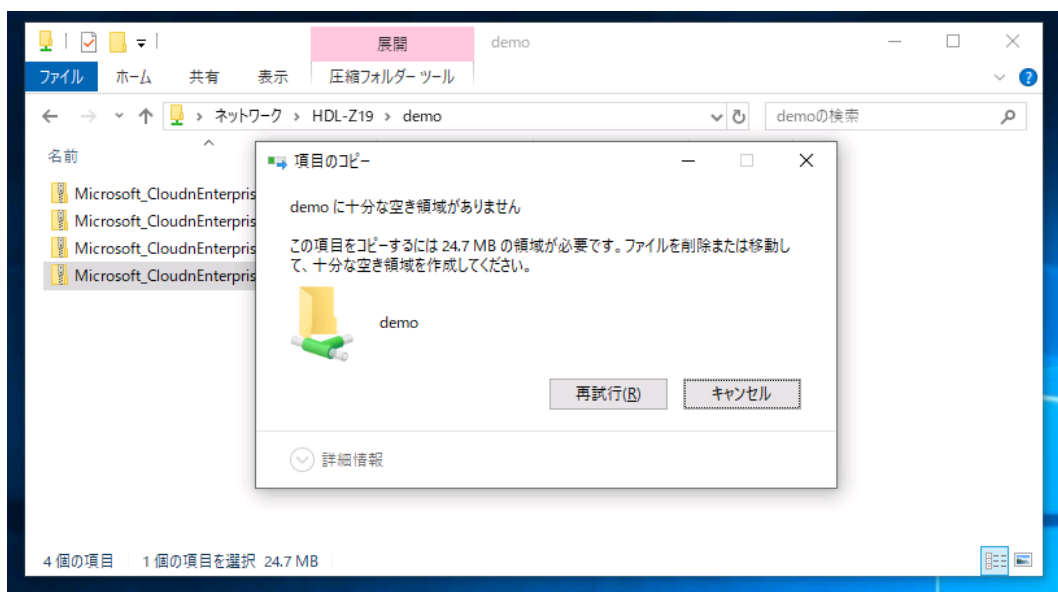 展開
demo
ファイル
ホーム
共有
表示
圧縮フォルダー ツール
ネットワーク
HDL-Z19
demo
demoの検索
名前
Microsoft_CloudnEnterpris
Microsoft_CloudnEnterpris
Microsoft_CloudnEnterpris
Microsoft_CloudnEnterpris
項目のコピー
demo に十分な空き領域がありません
この項目をコピーするには 24.7 MB の領域が必要です。ファイルを削除または移動し
て、十分な空き領域を作成してください。
demo
再試行(R)
キャンセル
詳細情報
4 個の項目
1 個の項目を選択 24.7 MB